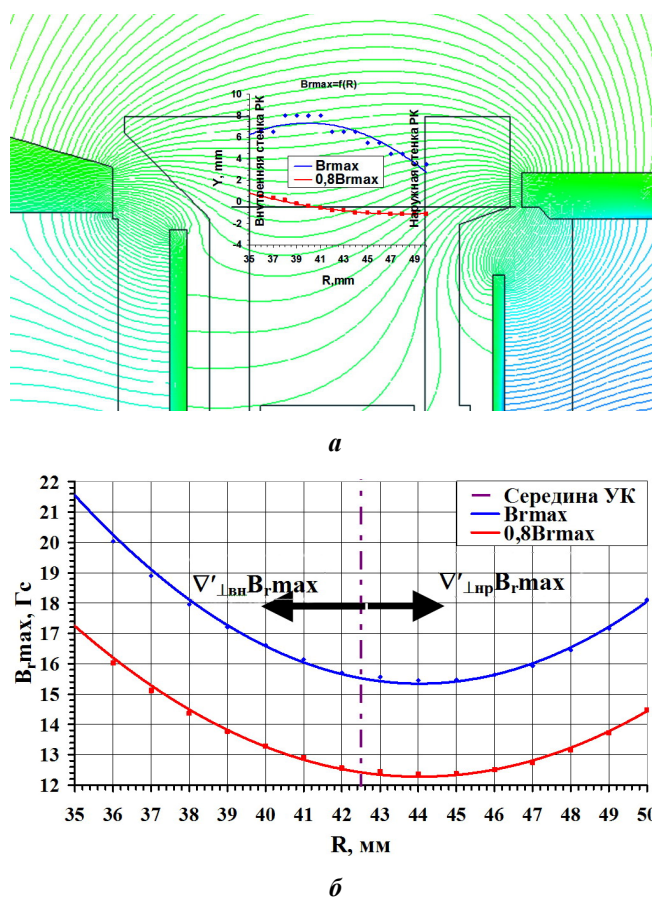 Brmax=f(R)
10
8
6
4
2
0
-2
-4
Y, mm
Внутоенняя стенка РК
Brmax
0,8Brmax
Наружная стенка РК
35 37 39 41 43 45 47 49
R,mm
а
22
21
20
19
18
17
16
15
14
13
12
Bᵣmax, Гс
Середина УК
Brmax
0,8Brmax
∇′⊥внBᵣmax
∇′⊥нрBᵣmax
35 36 37 38 39 40 41 42 43 44 45 46 47 48 49 50
R, мм
б